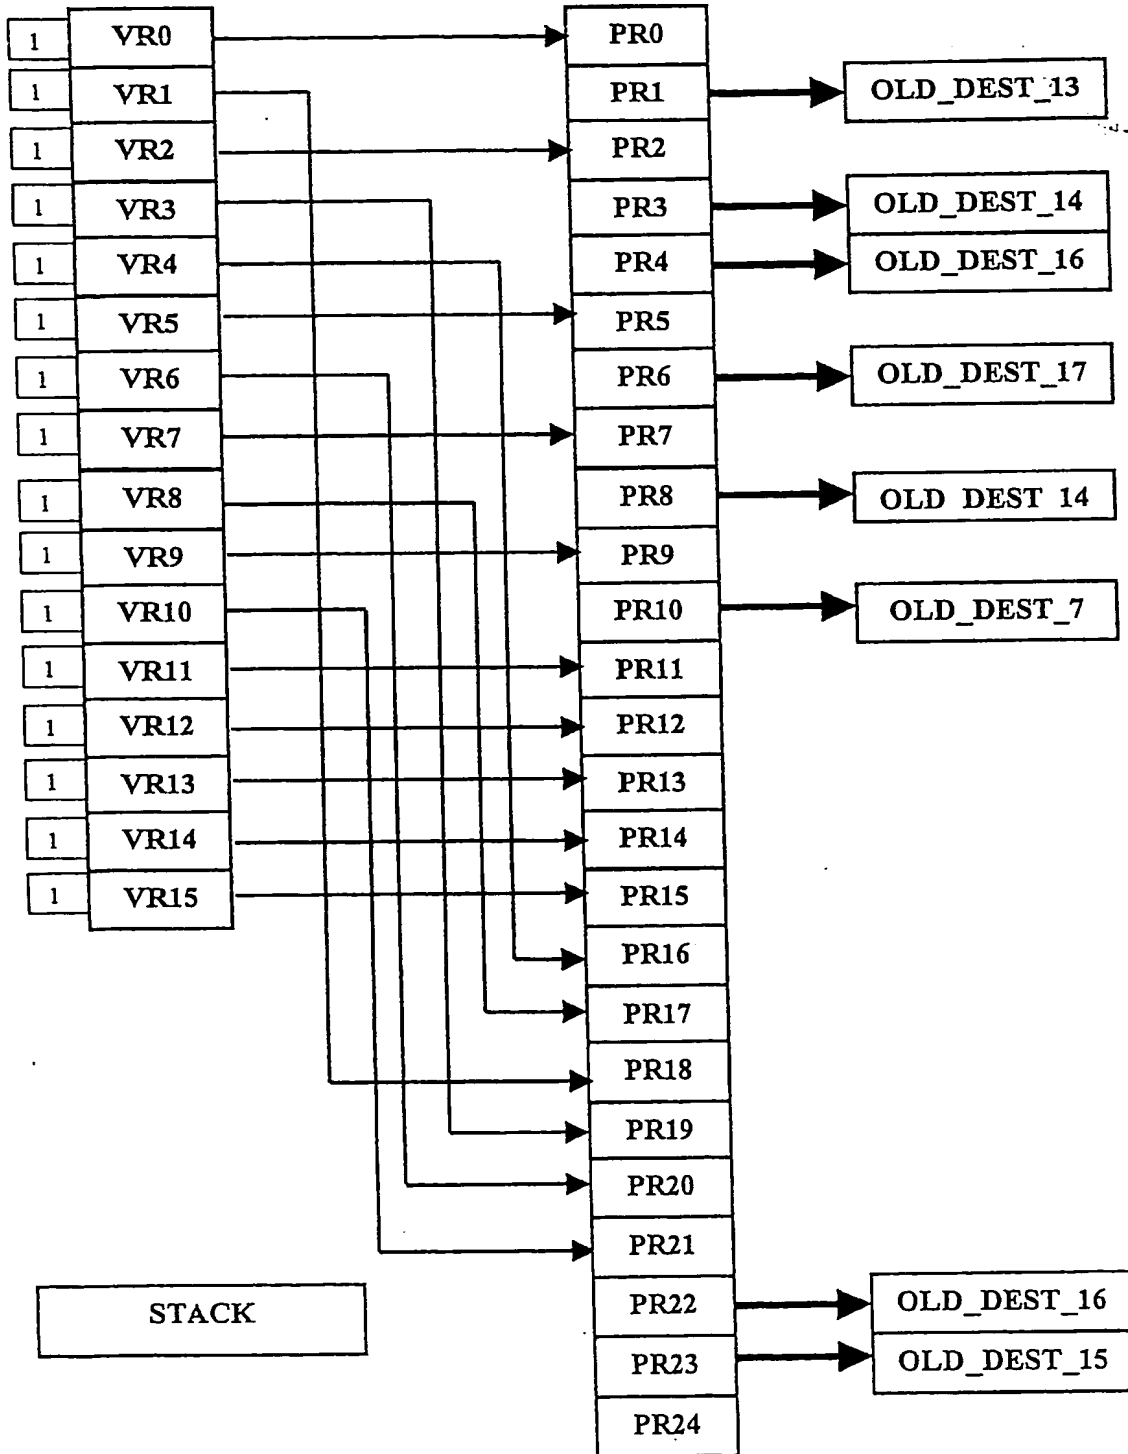 1 VR0 PR0
1 VR1 PR1 OLD_DEST_13
1 VR2 PR2
1 VR3 PR3 OLD_DEST_14
1 VR4 PR4 OLD_DEST_16
1 VR5 PR5
1 VR6 PR6 OLD_DEST_17
1 VR7 PR7
1 VR8 PR8 OLD DEST 14
1 VR9 PR9
1 VR10 PR10 OLD_DEST_7
1 VR11 PR11
1 VR12 PR12
1 VR13 PR13
1 VR14 PR14
1 VR15 PR15
PR16
PR17
PR18
PR19
PR20
PR21
STACK PR22 OLD_DEST_16
PR23 OLD_DEST_15
PR24